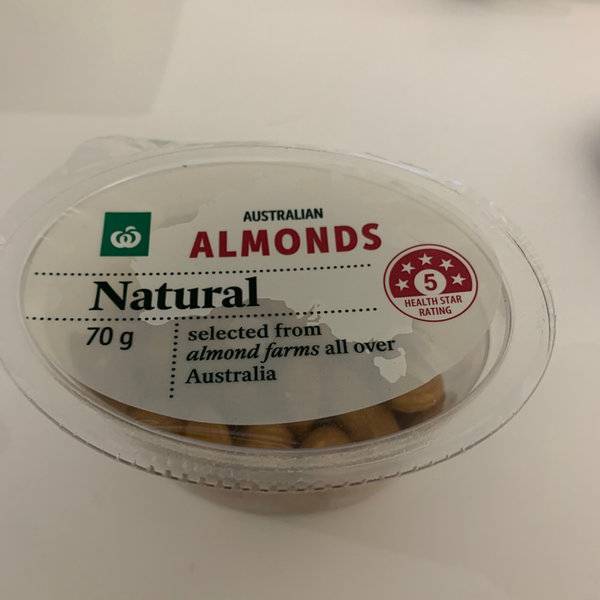 AUSTRALIAN
ALMONDS
Natural
70 g
selected from
almond farms all over
Australia
5
HEALTH STAR
RATING